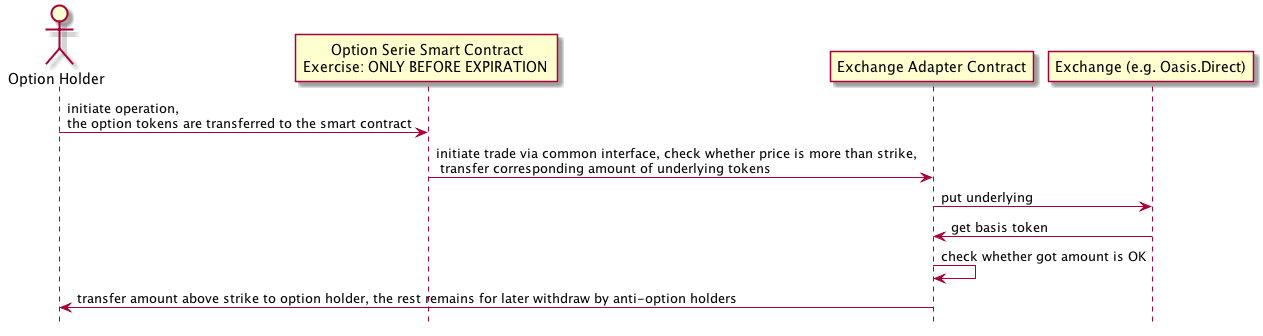 Option Holder
Option Serie Smart Contract
Exercise: ONLY BEFORE EXPIRATION
Exchange Adapter Contract
Exchange (e.g. Oasis.Direct)
initiate operation,
the option tokens are transferred to the smart contract
initiate trade via common interface, check whether price is more than strike,
transfer corresponding amount of underlying tokens
put underlying
get basis token
check whether got amount is OK
transfer amount above strike to option holder, the rest remains for later withdraw by anti-option holders